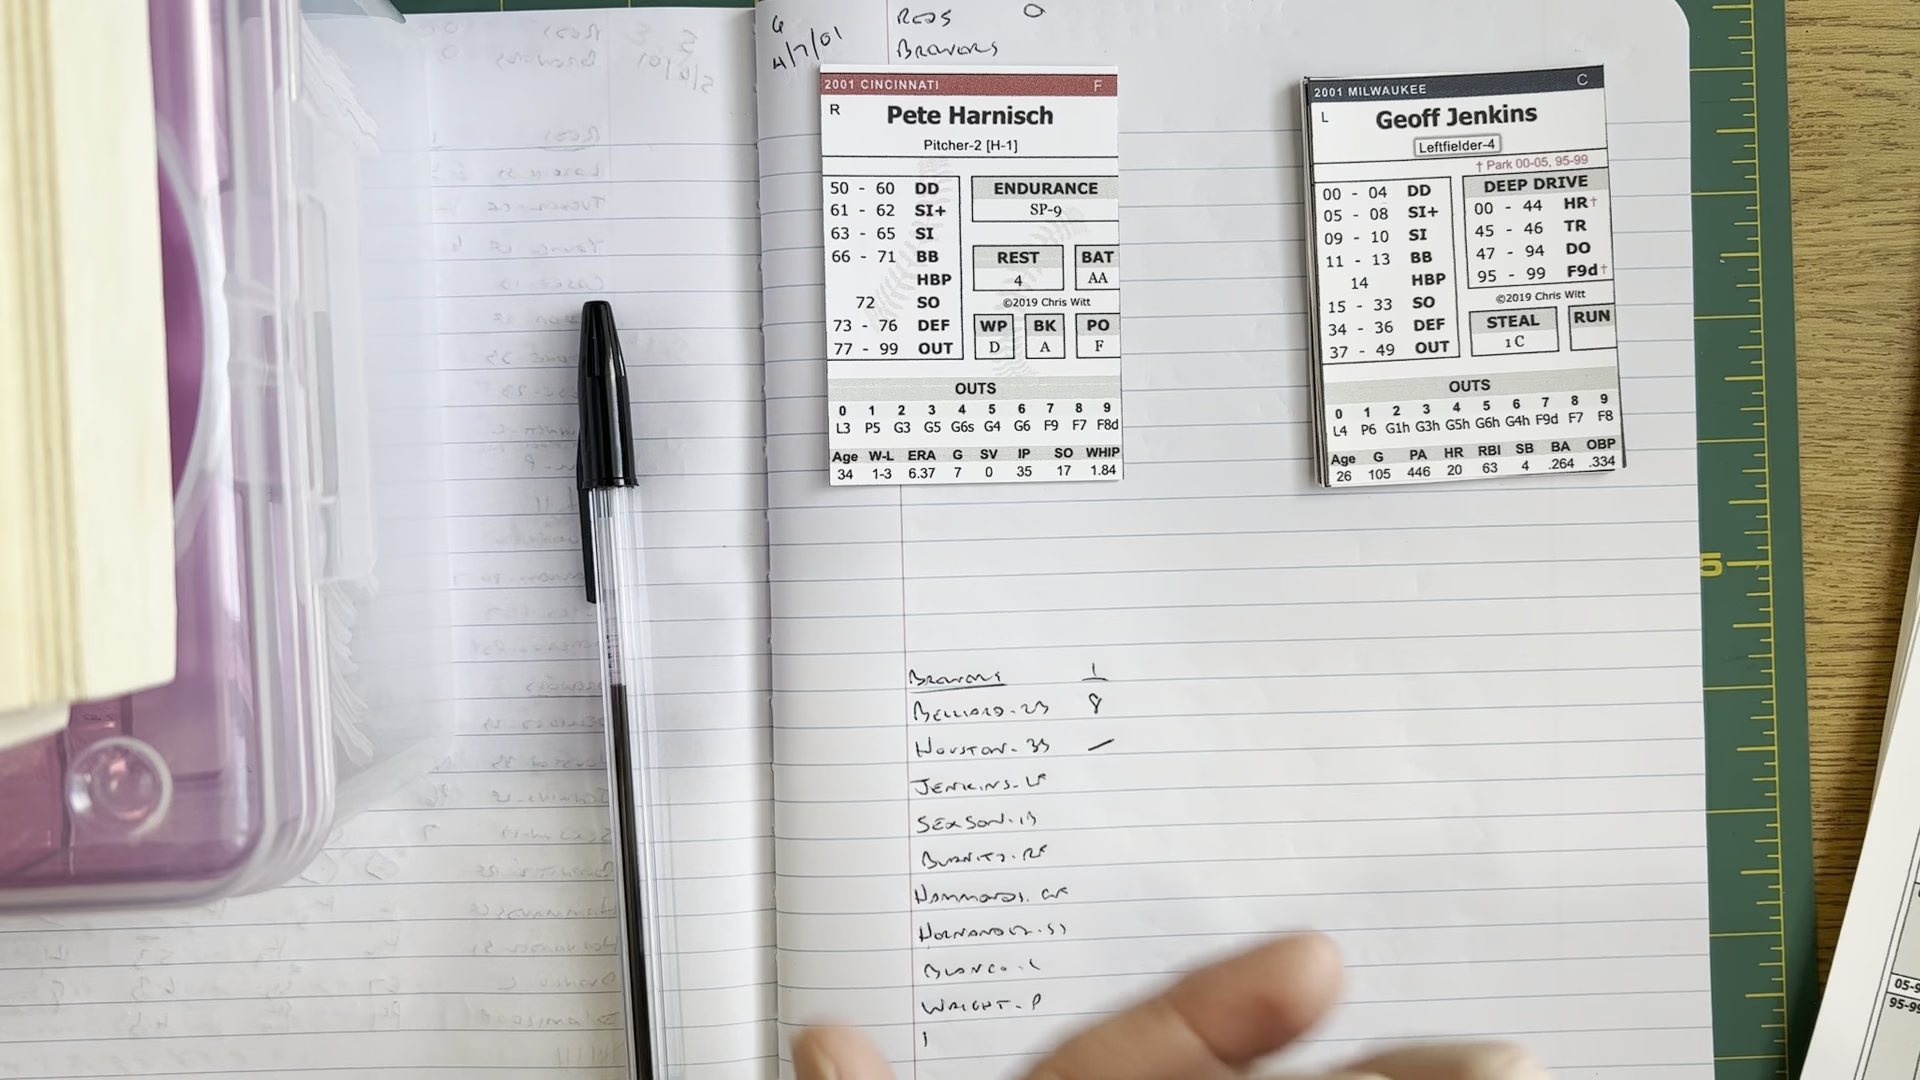 6
4/7/01
REDS 0
BREWERS
2001 CINCINNATI F
R
Pete Harnisch
Pitcher-2 [H-1]
50 - 60 DD
61 - 62 SI+
63 - 65 SI
66 - 71 BB
HBP
72 SO
73 - 76 DEF
77 - 99 OUT
ENDURANCE
SP-9
REST BAT
4 AA
©2019 Chris Witt
WP BK PO
D A F
OUTS
0 1 2 3 4 5 6 7 8 9
L3 P5 G3 G5 G6s G4 G6 F9 F7 F8d
Age W-L ERA G SV IP SO WHIP
34 1-3 6.37 7 0 35 17 1.84
2001 MILWAUKEE C
L
Geoff Jenkins
Leftfielder-4
† Park 00-05, 95-99
00 - 04 DD
05 - 08 SI+
09 - 10 SI
11 - 13 BB
14 HBP
15 - 33 SO
34 - 36 DEF
37 - 49 OUT
DEEP DRIVE
00 - 44 HR†
45 - 46 TR
47 - 94 DO
95 - 99 F9d†
©2019 Chris Witt
STEAL RUN
1C
OUTS
0 1 2 3 4 5 6 7 8 9
L4 P6 G1h G3h G5h G6h G4h F9d F7 F8
Age G PA HR RBI SB BA OBP
26 105 446 20 63 4 .264 .334
5
BREWERS 1
BELLIARD-2B 8
HOUSTON-3B —
JENKINS-LF
SEXSON-1B
BURNITZ-RF
HAMMONDS-CF
HERNANDEZ-SS
BLANCO-C
WRIGHT-P
1
05-9
95-99